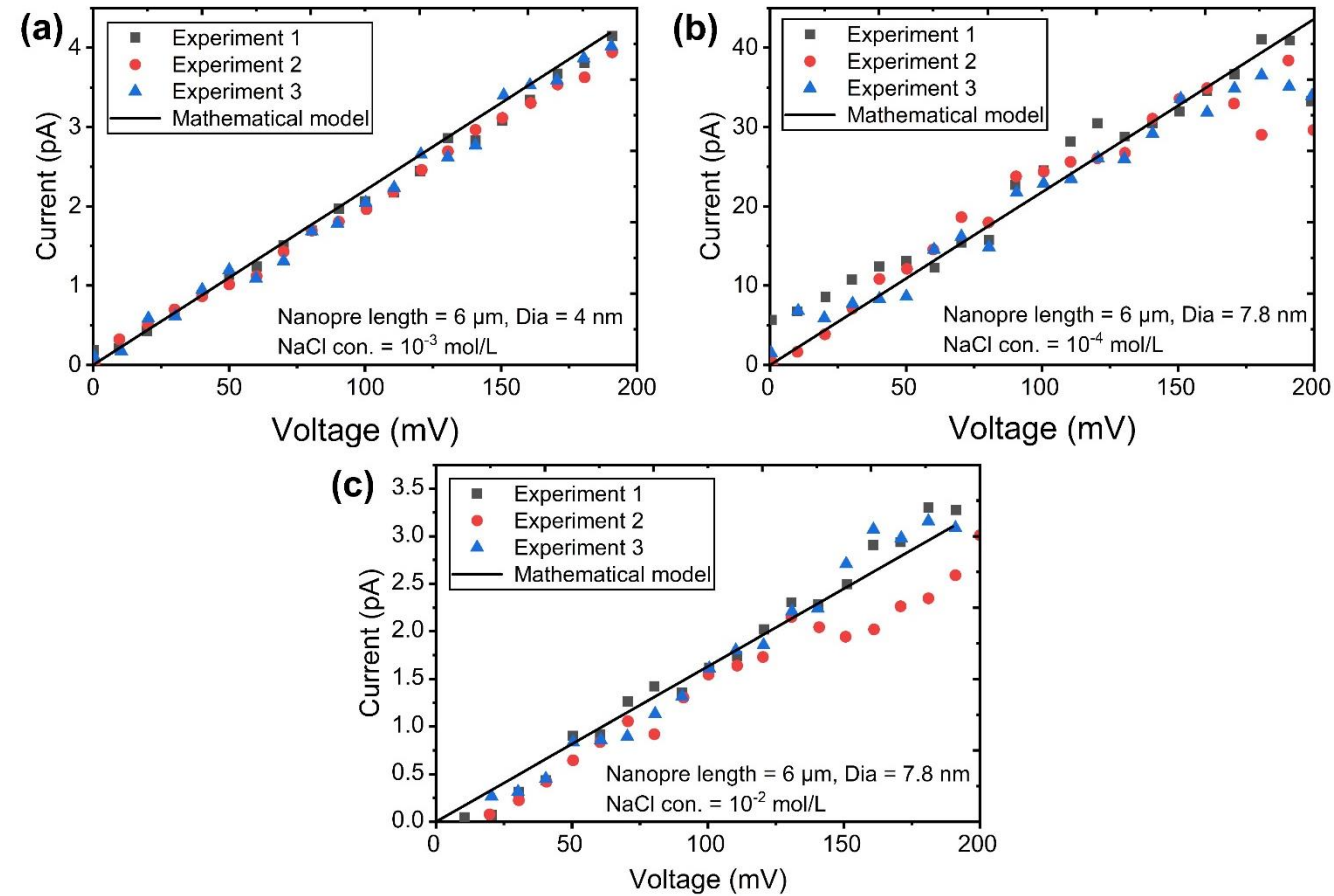 (a)
Experiment 1
Experiment 2
Experiment 3
Mathematical model
4
3
2
1
0
Current (pA)
Nanopre length = 6 µm, Dia = 4 nm
NaCl con. = 10⁻³ mol/L
0 50 100 150 200
Voltage (mV)
(b)
Experiment 1
Experiment 2
Experiment 3
Mathematical model
40
30
20
10
0
Current (pA)
Nanopre length = 6 µm, Dia = 7.8 nm
NaCl con. = 10⁻⁴ mol/L
0 50 100 150 200
Voltage (mV)
(c)
Experiment 1
Experiment 2
Experiment 3
Mathematical model
3.5
3.0
2.5
2.0
1.5
1.0
0.5
0.0
Current (pA)
Nanopre length = 6 µm, Dia = 7.8 nm
NaCl con. = 10⁻² mol/L
0 50 100 150 200
Voltage (mV)